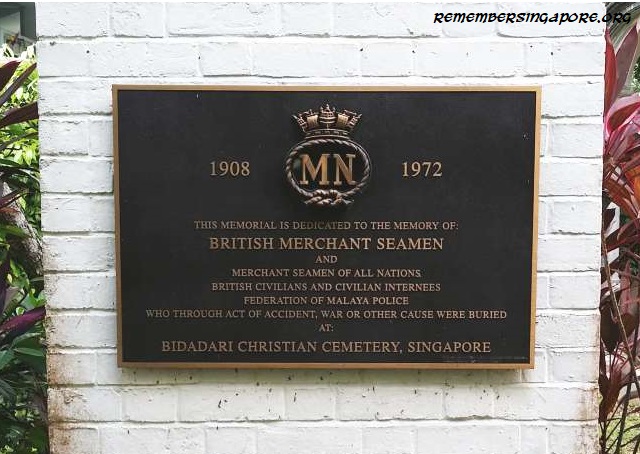 REMEMBERSINGAPORE.ORG
1908 MN 1972
THIS MEMORIAL IS DEDICATED TO THE MEMORY OF:
BRITISH MERCHANT SEAMEN
AND
MERCHANT SEAMEN OF ALL NATIONS.
BRITISH CIVILIANS AND CIVILIAN INTERNEES
FEDERATION OF MALAYA POLICE
WHO THROUGH ACT OF ACCIDENT, WAR OR OTHER CAUSE WERE BURIED
AT:
BIDADARI CHRISTIAN CEMETERY, SINGAPORE